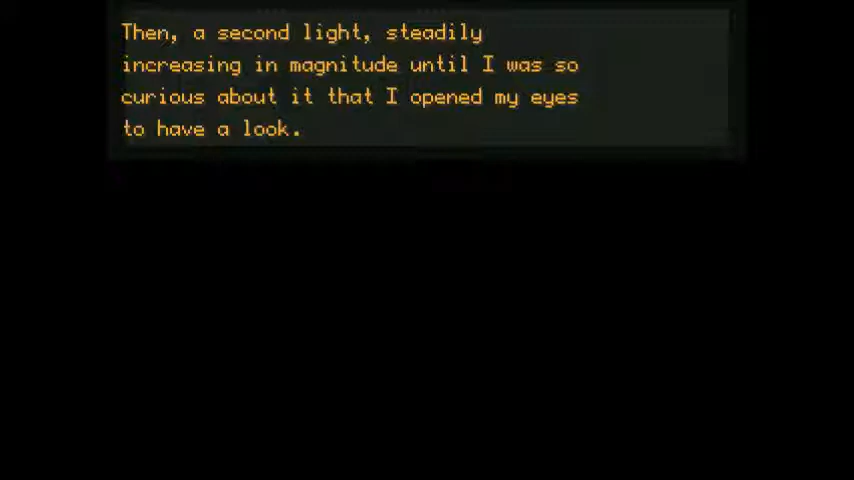 Then, a second light, steadily
increasing in magnitude until I was so
curious about it that I opened my eyes
to have a look.